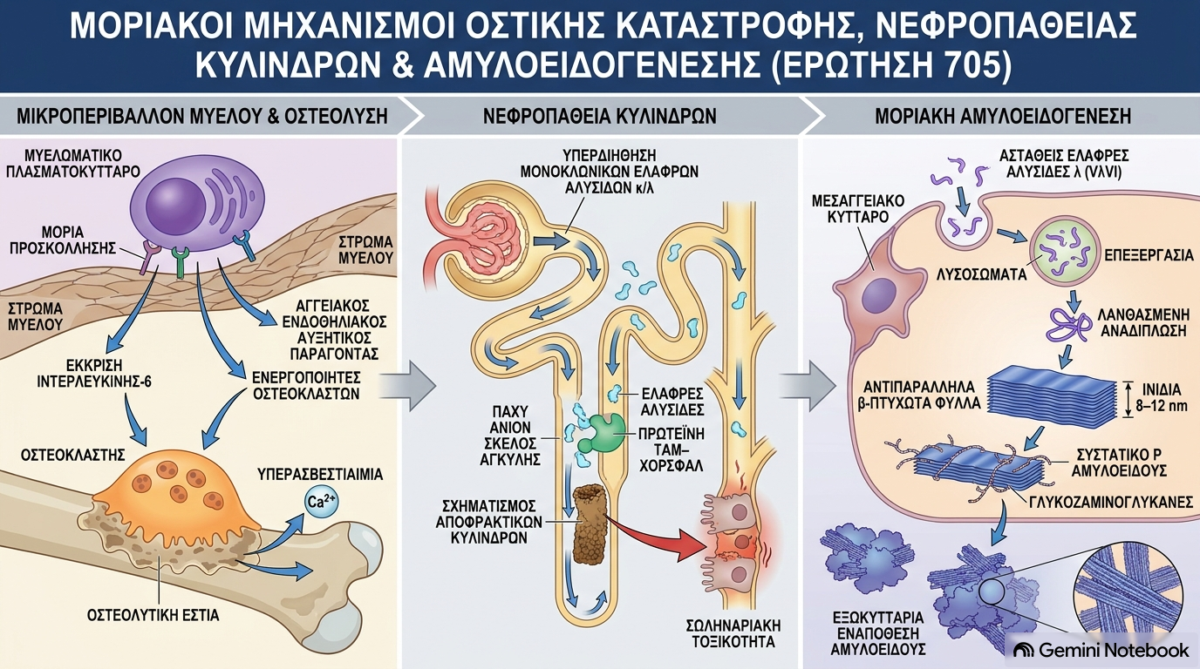 ΜΟΡΙΑΚΟΙ ΜΗΧΑΝΙΣΜΟΙ ΟΣΤΙΚΗΣ ΚΑΤΑΣΤΡΟΦΗΣ, ΝΕΦΡΟΠΑΘΕΙΑΣ
ΚΥΛΙΝΔΡΩΝ & ΑΜΥΛΟΕΙΔΟΓΕΝΕΣΗΣ (ΕΡΩΤΗΣΗ 705)
ΜΙΚΡΟΠΕΡΙΒΑΛΛΟΝ ΜΥΕΛΟΥ & ΟΣΤΕΟΛΥΣΗ
ΜΥΕΛΩΜΑΤΙΚΟ
ΠΛΑΣΜΑΤΟΚΥΤΤΑΡΟ
ΜΟΡΙΑ
ΠΡΟΣΚΟΛΛΗΣΗΣ
ΣΤΡΩΜΑ
ΜΥΕΛΟΥ
ΣΤΡΩΜΑ
ΜΥΕΛΟΥ
ΑΓΓΕΙΑΚΟΣ
ΕΝΔΟΘΗΛΙΑΚΟΣ
ΑΥΞΗΤΙΚΟΣ
ΠΑΡΑΓΟΝΤΑΣ
ΕΚΚΡΙΣΗ
ΙΝΤΕΡΛΕΥΚΙΝΗΣ-6
ΕΝΕΡΓΟΠΟΙΗΤΕΣ
ΟΣΤΕΟΚΛΑΣΤΩΝ
ΟΣΤΕΟΚΛΑΣΤΗΣ
ΥΠΕΡΑΣΒΕΣΤΙΑΙΜΙΑ
Ca²⁺
ΟΣΤΕΟΛΥΤΙΚΗ ΕΣΤΙΑ
ΝΕΦΡΟΠΑΘΕΙΑ ΚΥΛΙΝΔΡΩΝ
ΥΠΕΡΔΙΗΘΗΣΗ
ΜΟΝΟΚΛΩΝΙΚΩΝ ΕΛΑΦΡΩΝ
ΑΛΥΣΙΔΩΝ κ/λ
ΠΑΧΥ
ΑΝΙΟΝ
ΣΚΕΛΟΣ
ΑΓΚΥΛΗΣ
ΕΛΑΦΡΕΣ
ΑΛΥΣΙΔΕΣ
ΠΡΩΤΕΪΝΗ
ΤΑΜ–
ΧΟΡΣΦΑΛ
ΣΧΗΜΑΤΙΣΜΟΣ
ΑΠΟΦΡΑΚΤΙΚΩΝ
ΚΥΛΙΝΔΡΩΝ
ΣΩΛΗΝΑΡΙΑΚΗ
ΤΟΞΙΚΟΤΗΤΑ
ΜΟΡΙΑΚΗ ΑΜΥΛΟΕΙΔΟΓΕΝΕΣΗ
ΑΣΤΑΘΕΙΣ ΕΛΑΦΡΕΣ
ΑΛΥΣΙΔΕΣ λ (VλVI)
ΜΕΣΑΓΓΕΙΑΚΟ
ΚΥΤΤΑΡΟ
ΛΥΣΟΣΩΜΑΤΑ
ΕΠΕΞΕΡΓΑΣΙΑ
ΛΑΝΘΑΣΜΕΝΗ
ΑΝΑΔΙΠΛΩΣΗ
ΑΝΤΙΠΑΡΑΛΛΗΛΑ
β-ΠΤΥΧΩΤΑ ΦΥΛΛΑ
ΙΝΙΔΙΑ
8–12 nm
ΣΥΣΤΑΤΙΚΟ Ρ
ΑΜΥΛΟΕΙΔΟΥΣ
ΓΛΥΚΟΖΑΜΙΝΟΓΛΥΚΑΝΕΣ
ΕΞΩΚΥΤΤΑΡΙΑ
ΕΝΑΠΟΘΕΣΗ
ΑΜΥΛΟΕΙΔΟΥΣ
Gemini Notebook